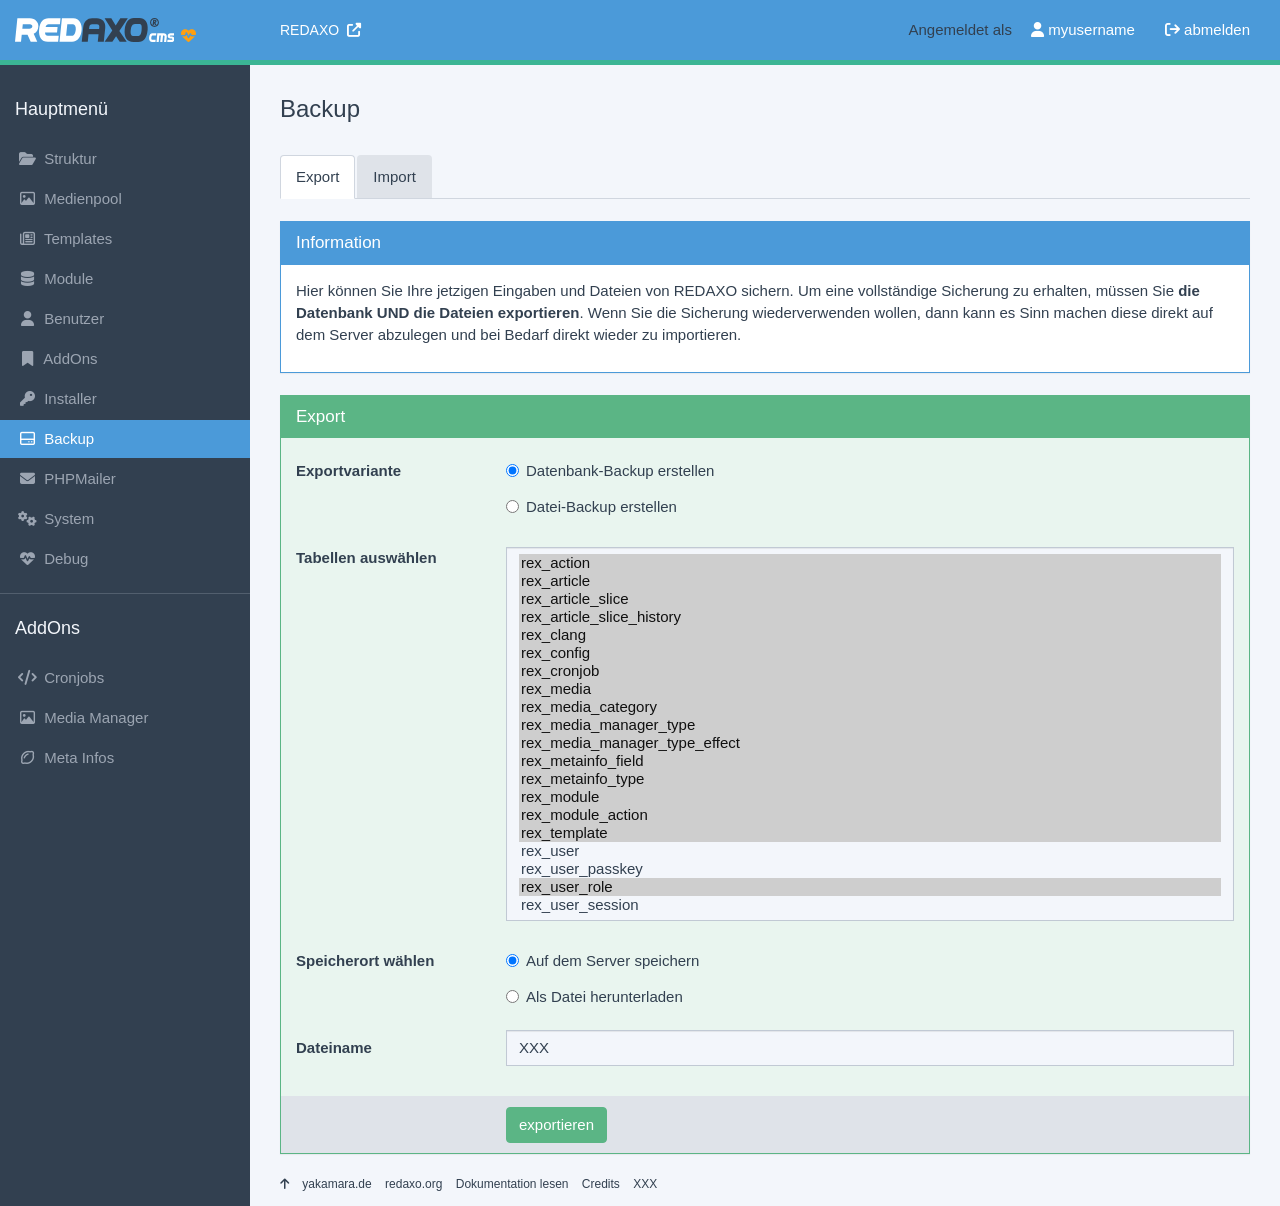 REDAXO® cms
REDAXO
Angemeldet als myusername abmelden
Hauptmenü
Struktur
Medienpool
Templates
Module
Benutzer
AddOns
Installer
Backup
PHPMailer
System
Debug
AddOns
Cronjobs
Media Manager
Meta Infos
Backup
Export Import
Information
Hier können Sie Ihre jetzigen Eingaben und Dateien von REDAXO sichern. Um eine vollständige Sicherung zu erhalten, müssen Sie die
Datenbank UND die Dateien exportieren. Wenn Sie die Sicherung wiederverwenden wollen, dann kann es Sinn machen diese direkt auf
dem Server abzulegen und bei Bedarf direkt wieder zu importieren.
Export
Exportvariante
Datenbank-Backup erstellen
Datei-Backup erstellen
Tabellen auswählen
rex_action
rex_article
rex_article_slice
rex_article_slice_history
rex_clang
rex_config
rex_cronjob
rex_media
rex_media_category
rex_media_manager_type
rex_media_manager_type_effect
rex_metainfo_field
rex_metainfo_type
rex_module
rex_module_action
rex_template
rex_user
rex_user_passkey
rex_user_role
rex_user_session
Speicherort wählen
Auf dem Server speichern
Als Datei herunterladen
Dateiname
XXX
exportieren
yakamara.de redaxo.org Dokumentation lesen Credits XXX